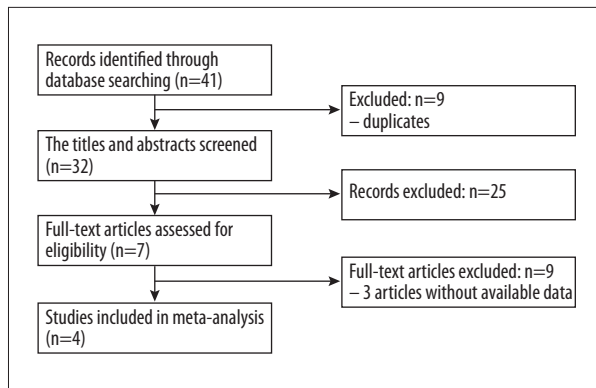 Records identified through
database searching (n=41)
Excluded: n=9
– duplicates
The titles and abstracts screened
(n=32)
Records excluded: n=25
Full-text articles assessed for
eligibility (n=7)
Full-text articles excluded: n=9
– 3 articles without available data
Studies included in meta-analysis
(n=4)